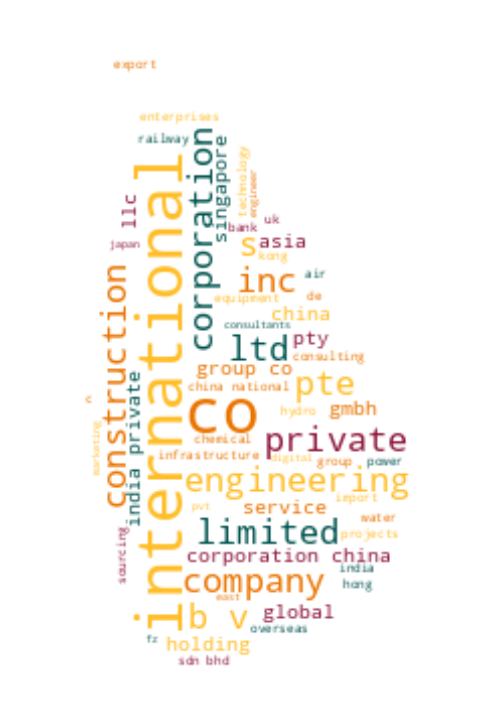 export
enterprises
railway
international
corporation
singapore
technology
engineer
llc
uk
bank
japan
s
asia
kong
construction
inc
air
equipment
de
china
consultants
ltd
pty
consulting
group co
india private
china national
pte
c
co
hydro
gmbh
marketing
chemical
private
infrastructure
digital
group
power
engineering
import
pvt
service
water
limited
projects
sourcing
corporation china
india
company
hong
east
b v
global
overseas
fz
holding
sdn bhd